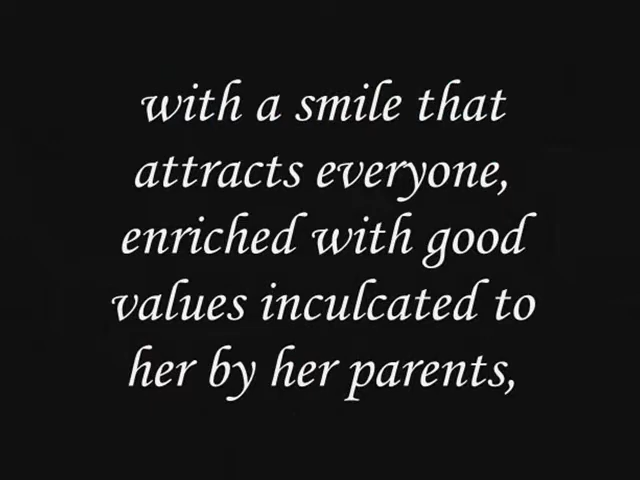 with a smile that
attracts everyone,
enriched with good
values inculcated to
her by her parents,